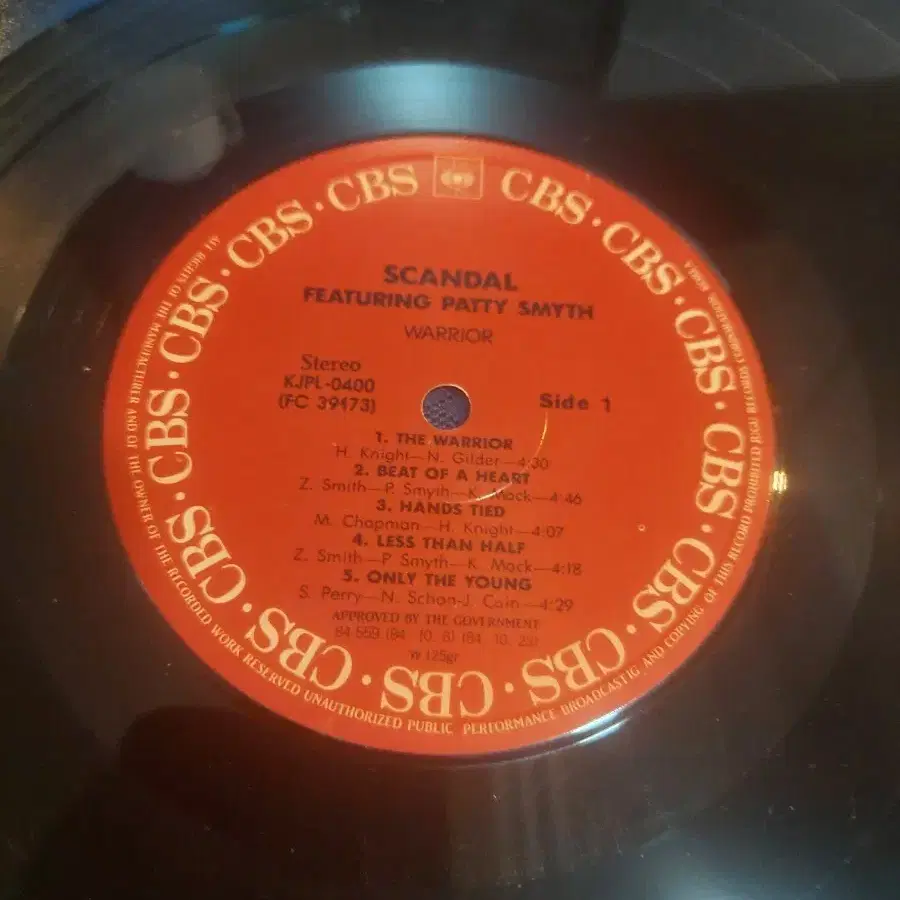 CBS · CBS · CBS · CBS · CBS · CBS · CBS · CBS · CBS · CBS · CBS · CBS · CBS
SCANDAL
FEATURING PATTY SMYTH
WARRIOR
Stereo
KJPL-0400
(FC 39173)
Side 1
1. THE WARRIOR
H. Knight—N. Gilder—4:30
2. BEAT OF A HEART
Z. Smith—P. Smyth—K. Mack—4:46
3. HANDS TIED
M. Chapman—H. Knight—4:07
4. LESS THAN HALF
Z. Smith—P. Smyth—K. Mack—4:18
5. ONLY THE YOUNG
S. Perry—N. Schon-J. Cain—4:29
APPROVED BY THE GOVERNMENT
W 125gr
ALL RIGHTS OF THE MANUFACTURER AND OF THE OWNER OF THE RECORDED WORK RESERVED UNAUTHORIZED PUBLIC PERFORMANCE BROADCASTIG AND COPYING OF THIS RECORD PROHIBITED JIGU RECORDS CORPORATION KOREA